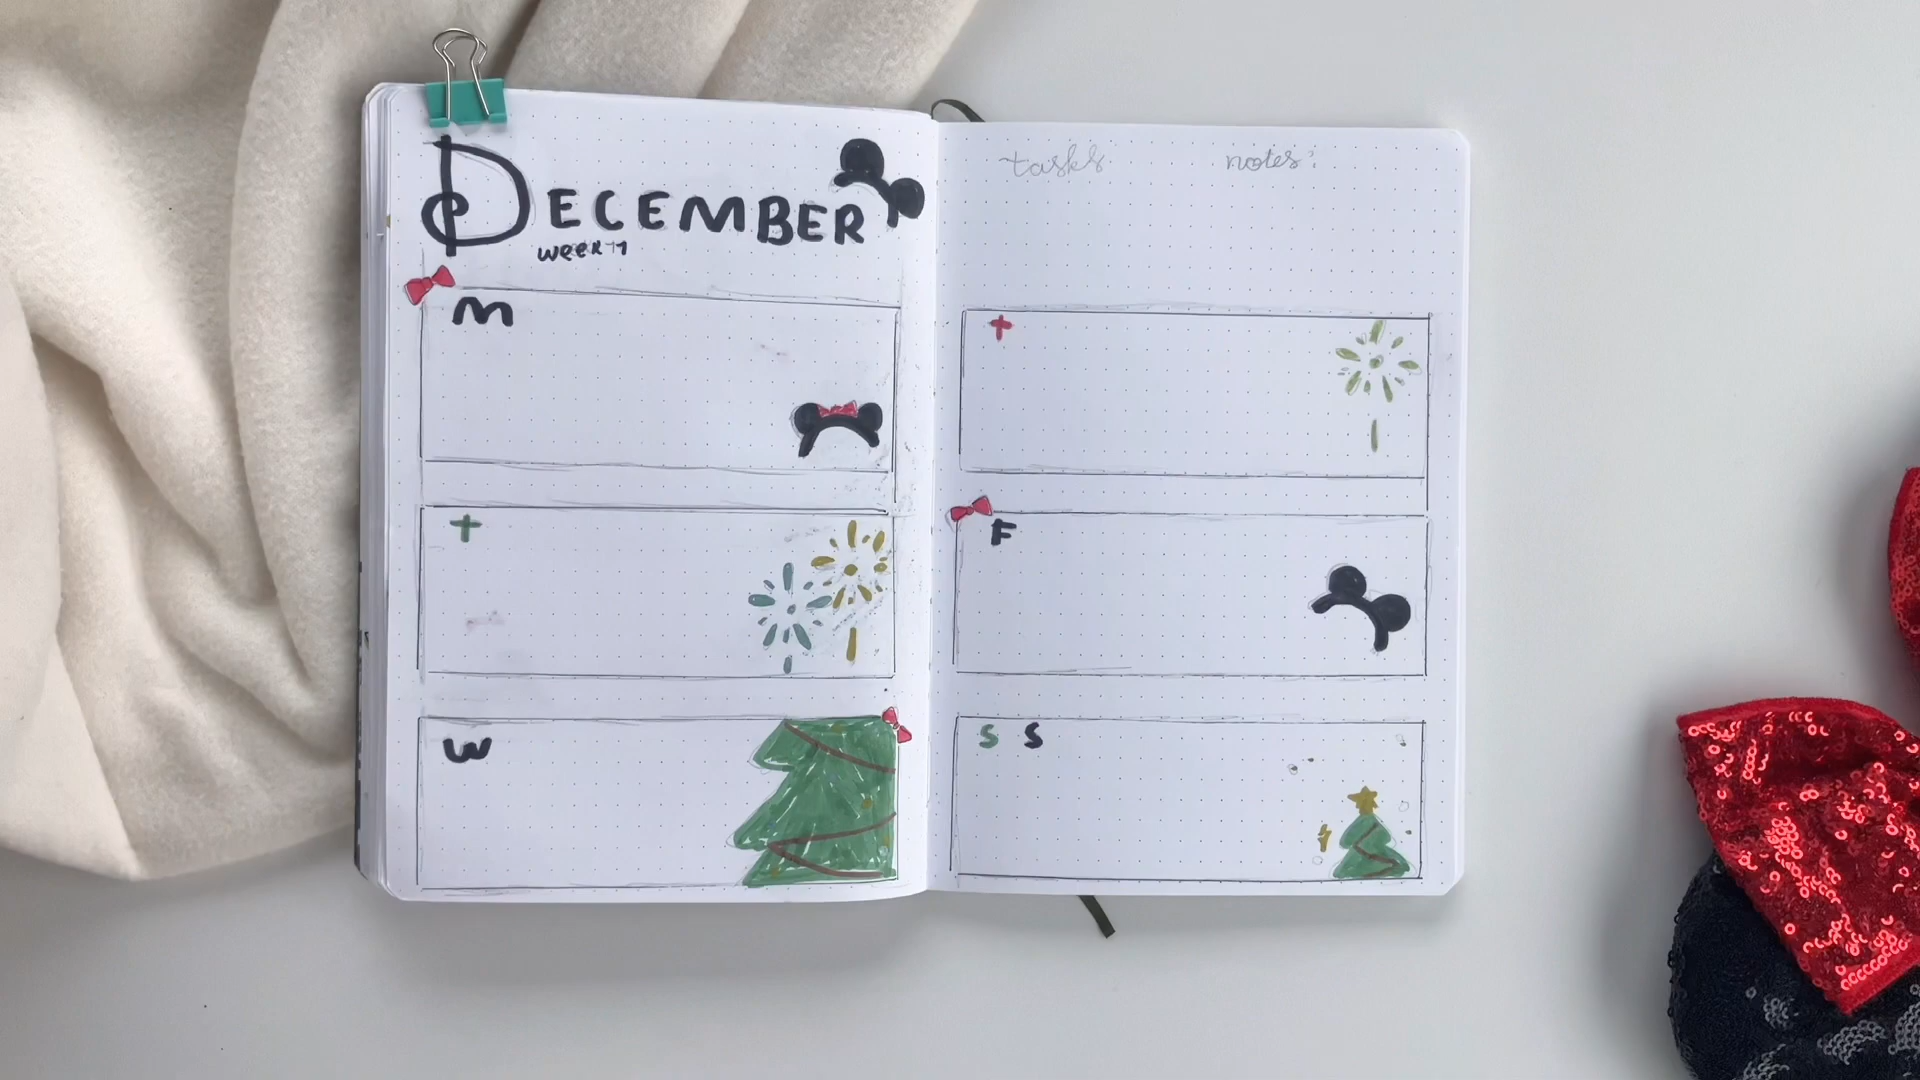 DECEMBER
week 1
M
T
W
tasks
notes:
T
F
S S